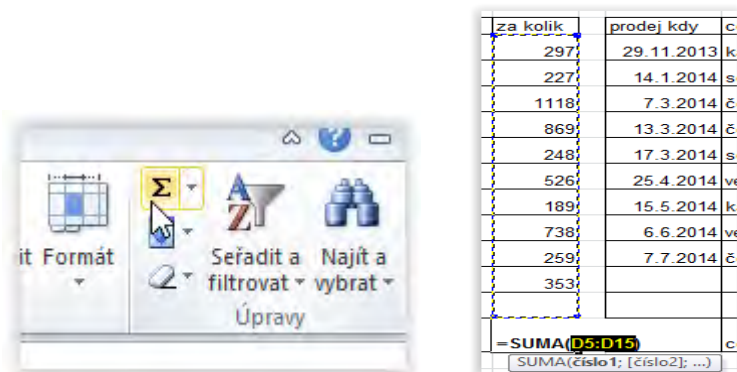 Σ
it Formát
Seřadit a
filtrovat
Najít a
vybrat
Úpravy
za kolik prodej kdy
297 29.11.2013
227 14.1.2014
1118 7.3.2014
869 13.3.2014
248 17.3.2014
526 25.4.2014
189 15.5.2014
738 6.6.2014
259 7.7.2014
353
=SUMA(D5:D15)
SUMA(číslo1; [číslo2]; ...)